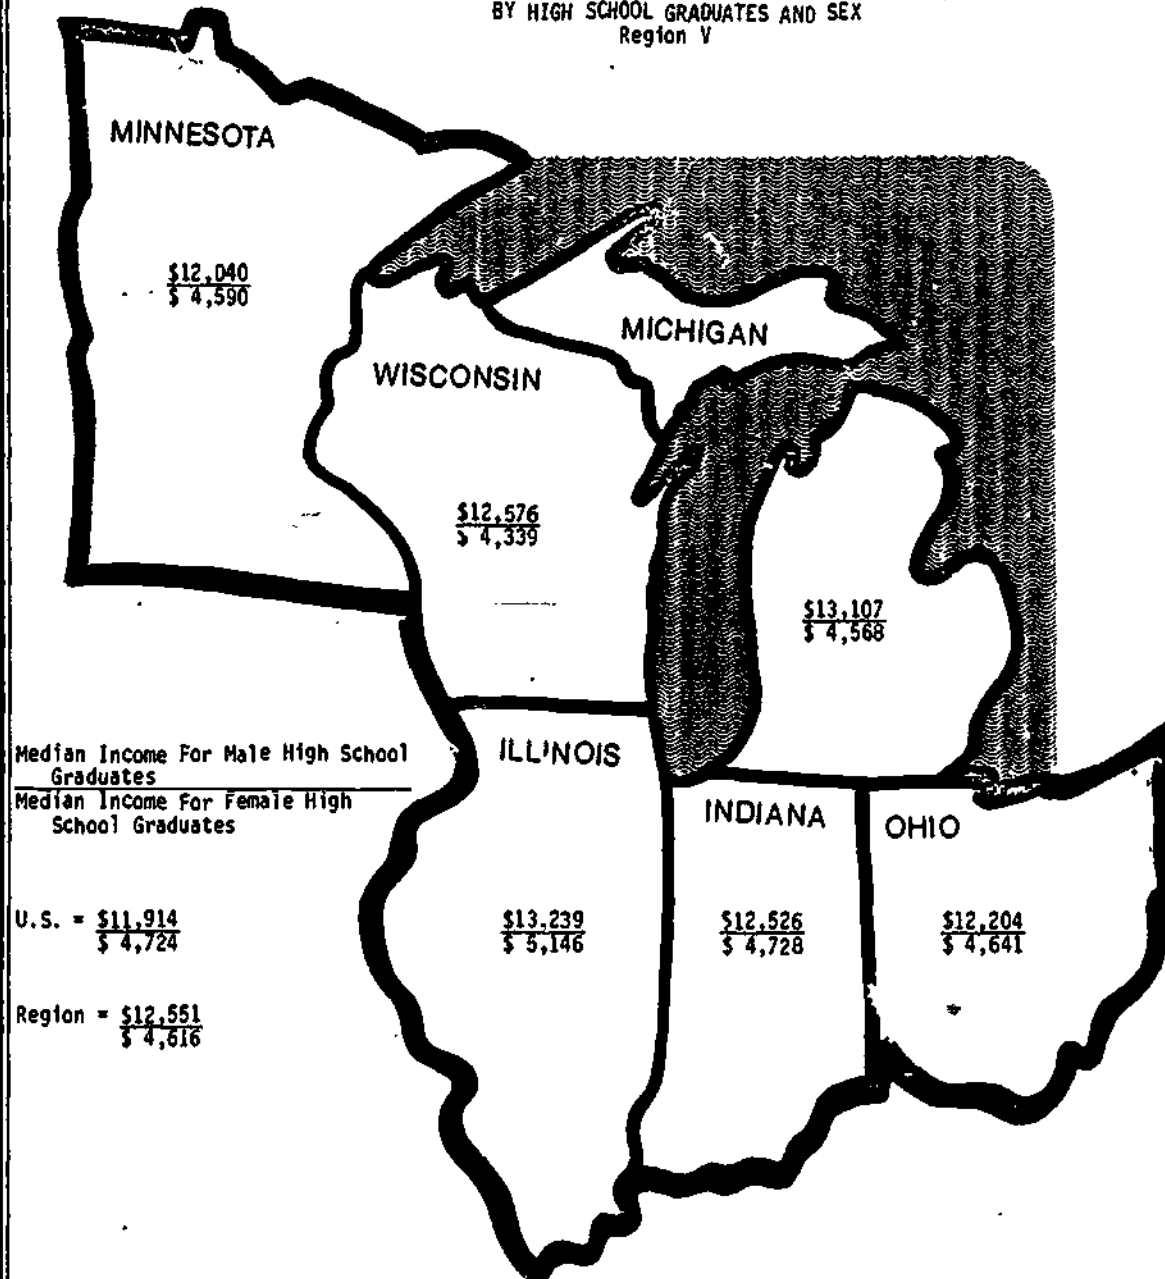 BY HIGH SCHOOL GRADUATES AND SEX
Region V
MINNESOTA
$12,040
$ 4,590
MICHIGAN
WISCONSIN
$12,576
$ 4,339
$13,107
$ 4,568
Median Income For Male High School
Graduates
Median Income For Female High
School Graduates
ILLINOIS
INDIANA
OHIO
U.S. = $11,914
$ 4,724
$13,239
$ 5,146
$12,526
$ 4,728
$12,204
$ 4,641
Region = $12,551
$ 4,616